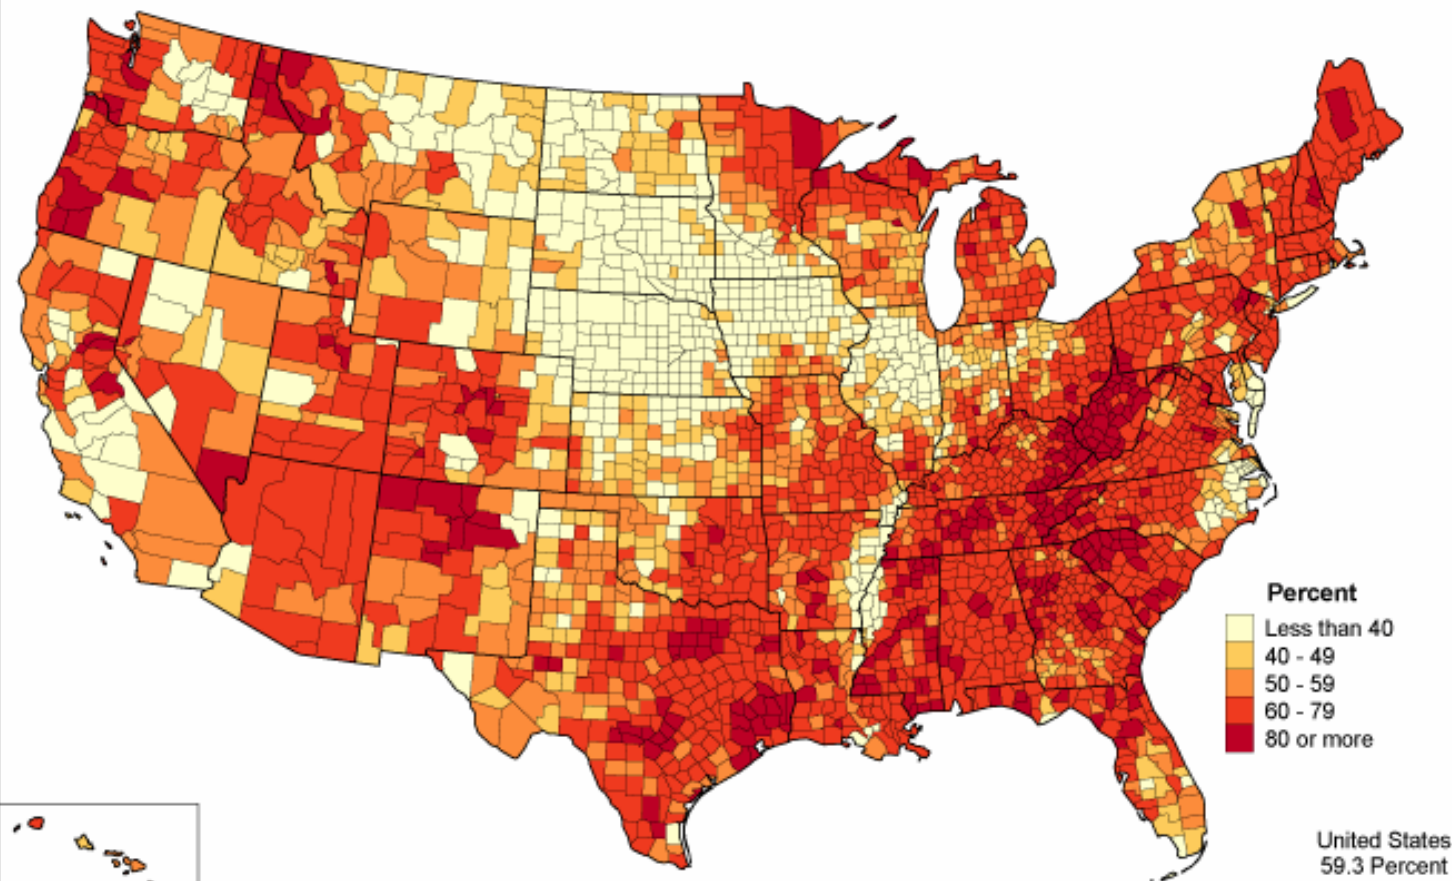 Percent
Less than 40
40 - 49
50 - 59
60 - 79
80 or more
United States
59.3 Percent